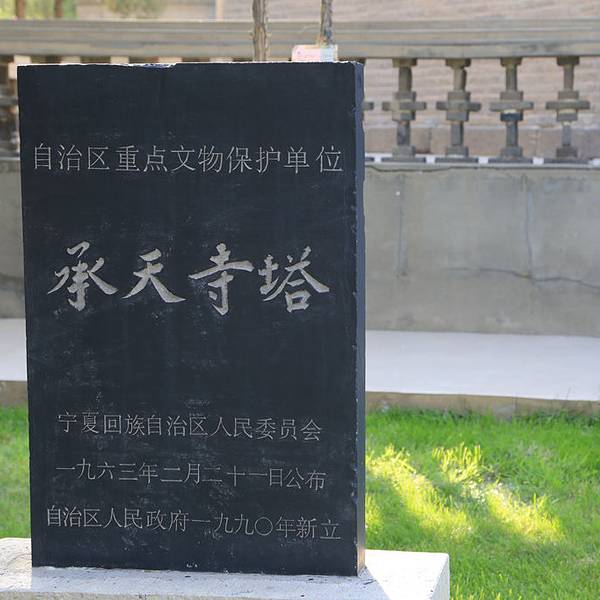 自治区重点文物保护单位
承天寺塔
宁夏回族自治区人民委员会
一九六三年二月二十一日公布
自治区人民政府一九九〇年新立